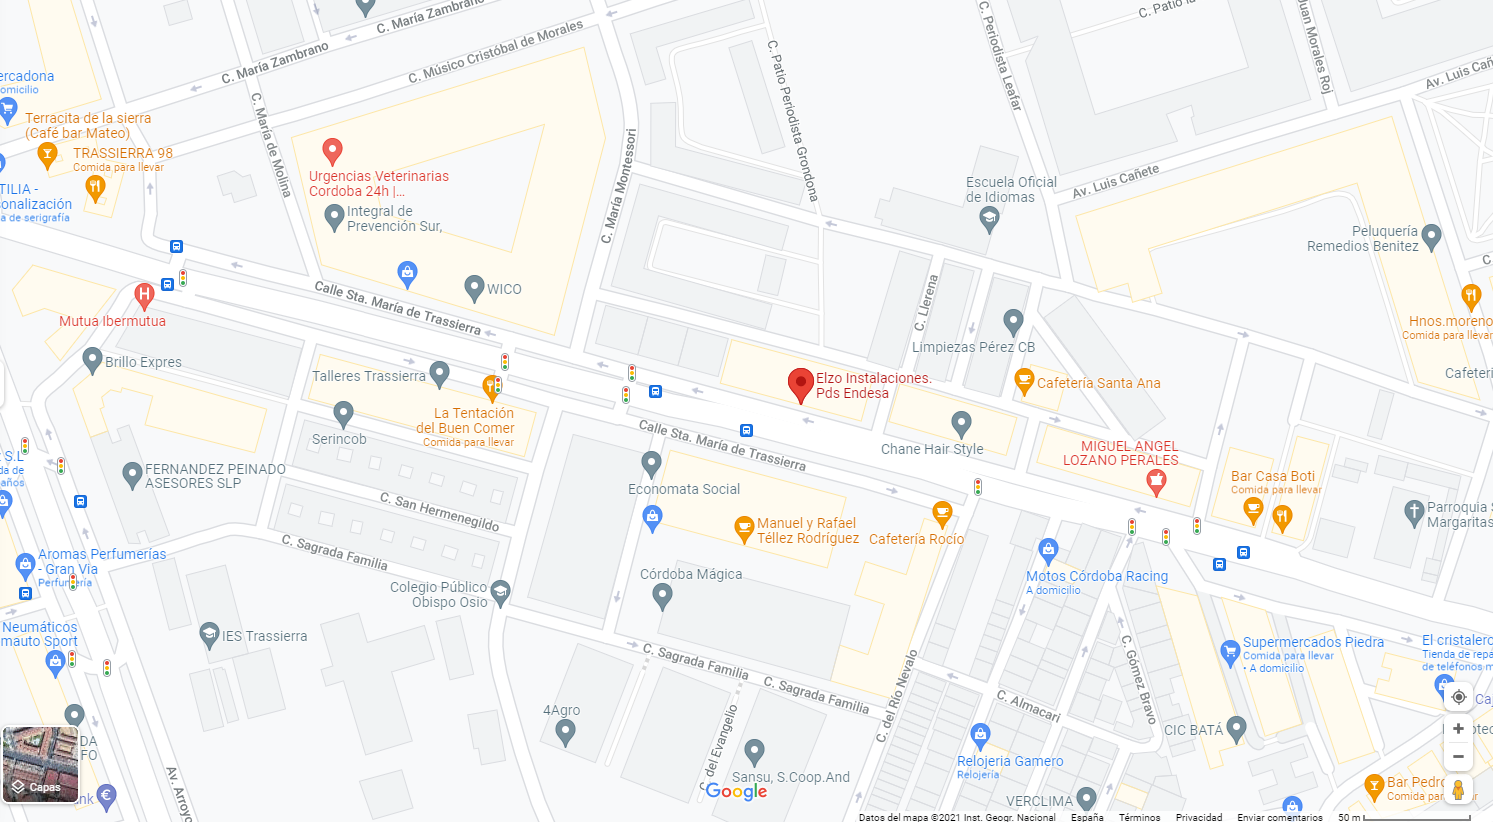 C. María Zambrano
C. Patio la
Juan Morales Roj
C. Periodista Leafar
C. Músico Cristóbal de Morales
C. María Zambrano
C. Patio Periodista Grondona
Av. Luis Cañe
ercadona
omicilio
C. María de Molina
Terracita de la sierra
(Café bar Mateo)
TRASSIERRA 98
Comida para llevar
C. María Montessori
Urgencias Veterinarias
Cordoba 24h |...
Av. Luis Cañete
Escuela Oficial
de Idiomas
TILIA -
onalización
a de serigrafía
Integral de
Prevención Sur,
Peluquería
Remedios Benitez
C.
H
Calle Sta. María de Trassierra
WICO
C. Llerena
Mutua Ibermutua
Hnos.moreno
Comida para llevar
Limpiezas Pérez CB
Brillo Expres
Talleres Trassierra
Elzo Instalaciones.
Pds Endesa
Cafetería Santa Ana
Cafeteri
La Tentación
del Buen Comer
Comida para llevar
Serincob
Calle Sta. María de Trassierra
Chane Hair Style
MIGUEL ANGEL
LOZANO PERALES
S.L
da de
años
FERNANDEZ PEINADO
ASESORES SLP
Economata Social
Bar Casa Boti
Comida para llevar
C. San Hermenegildo
Manuel y Rafael
Téllez Rodríguez
Cafetería Rocío
Parroquia S
Margaritas
C. Sagrada Familia
Aromas Perfumerías
- Gran Vía
Perfumería
Córdoba Mágica
Motos Córdoba Racing
A domicilio
Colegio Público
Obispo Osio
Neumáticos
mauto Sport
IES Trassierra
C. Sagrada Familia
C. Gómez Bravo
Supermercados Piedra
Comida para llevar
• A domicilio
El cristalero
Tienda de repa
de teléfonos m
C. Sagrada Familia
C. del Río Nevalo
C. Almacari
Caj
4Agro
C. del Evangelio
CIC BATÁ
otec
DA
FO
Sansu, S.Coop.And
Relojeria Gamero
Relojería
Av. Arroyo
Capas
nk
€
Google
VERCLIMA
Bar Pedro
Comida par
ar
+
−
Datos del mapa ©2021 Inst. Geogr. Nacional España Términos Privacidad Enviar comentarios 50 m